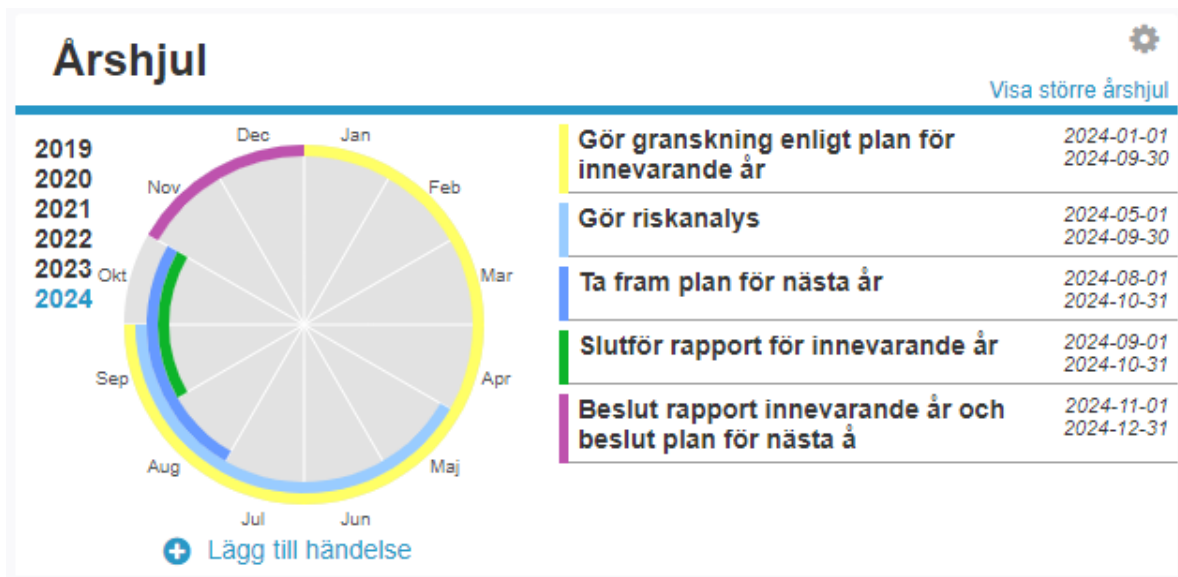 Årshjul
Visa större årshjul
2019
2020
2021
2022
2023
2024
Dec
Jan
Nov
Feb
Okt
Mar
Sep
Apr
Aug
Maj
Jul
Jun
Lägg till händelse
Gör granskning enligt plan för
innevarande år
2024-01-01
2024-09-30
Gör riskanalys
2024-05-01
2024-09-30
Ta fram plan för nästa år
2024-08-01
2024-10-31
Slutför rapport för innevarande år
2024-09-01
2024-10-31
Beslut rapport innevarande år och
beslut plan för nästa å
2024-11-01
2024-12-31